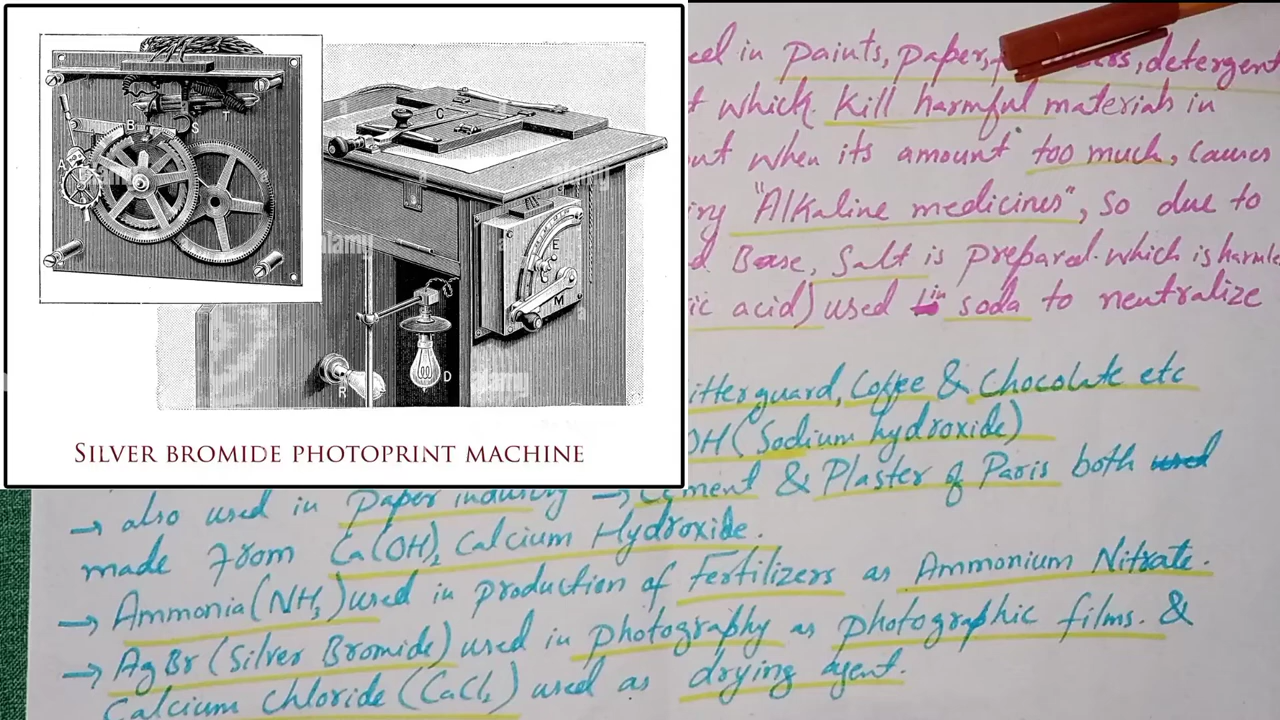 SILVER BROMIDE PHOTOPRINT MACHINE
B
S
T
A
C
E
C
M
D
R
alamy
in paints, paper, detergent
which Kill harmful materials in
when its amount too much, causes
"Alkaline medicines", So due to
Base, Salt is prepared which is
acid) used in soda to neutralize
Coffee & Chocolate etc
OH (Sodium hydroxide)
→ also used in paper industry → Cement & Plaster of Paris both used
made from Ca(OH)₂ Calcium Hydroxide.
→ Ammonia (NH₃) used in production of Fertilizers as Ammonium Nitrate.
→ AgBr (Silver Bromide) used in photography as photographic films. &
Calcium Chloride (CaCl₂) used as drying agent.